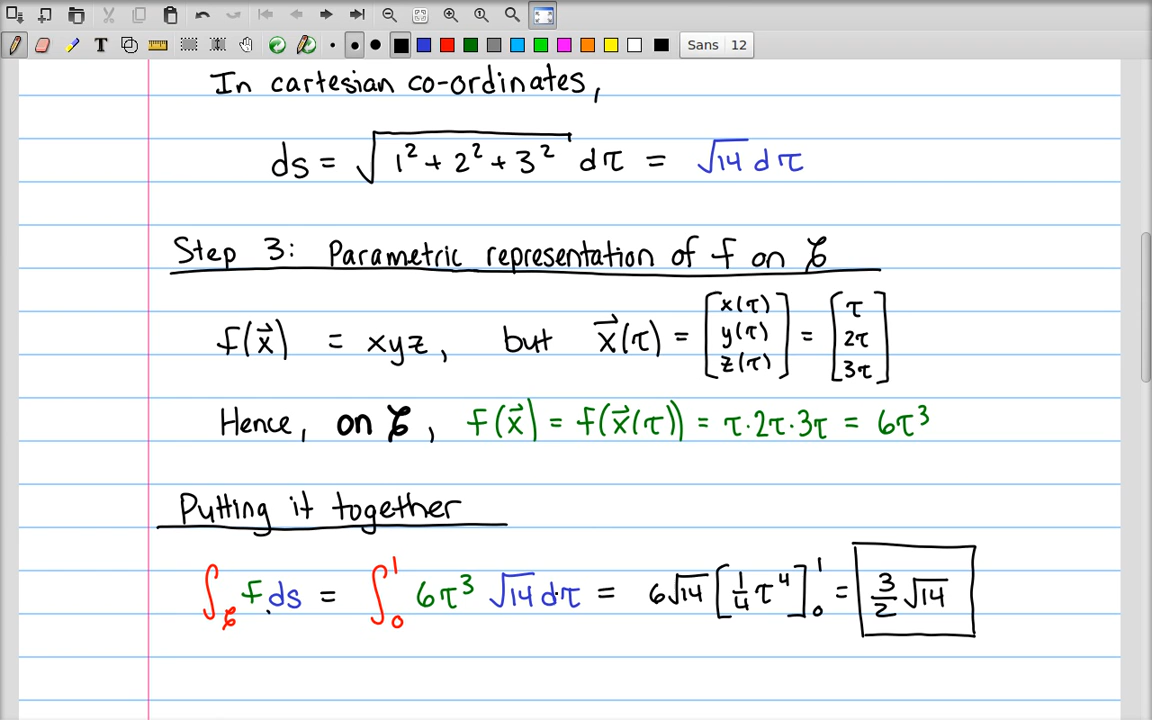 Sans 12
In cartesian co-ordinates,
ds = √(1² + 2² + 3²) dτ = √14 dτ
Step 3: Parametric representation of f on 𝒞
f(x⃗) = xyz, but x⃗(τ) = [x(τ) y(τ) z(τ)] = [τ 2τ 3τ]
Hence, on 𝒞, f(x⃗) = f(x⃗(τ)) = τ·2τ·3τ = 6τ³
Putting it together
∫_𝒞 f ds = ∫₀¹ 6τ³ √14 dτ = 6√14 [¼ τ⁴]₀¹ = 3/2 √14